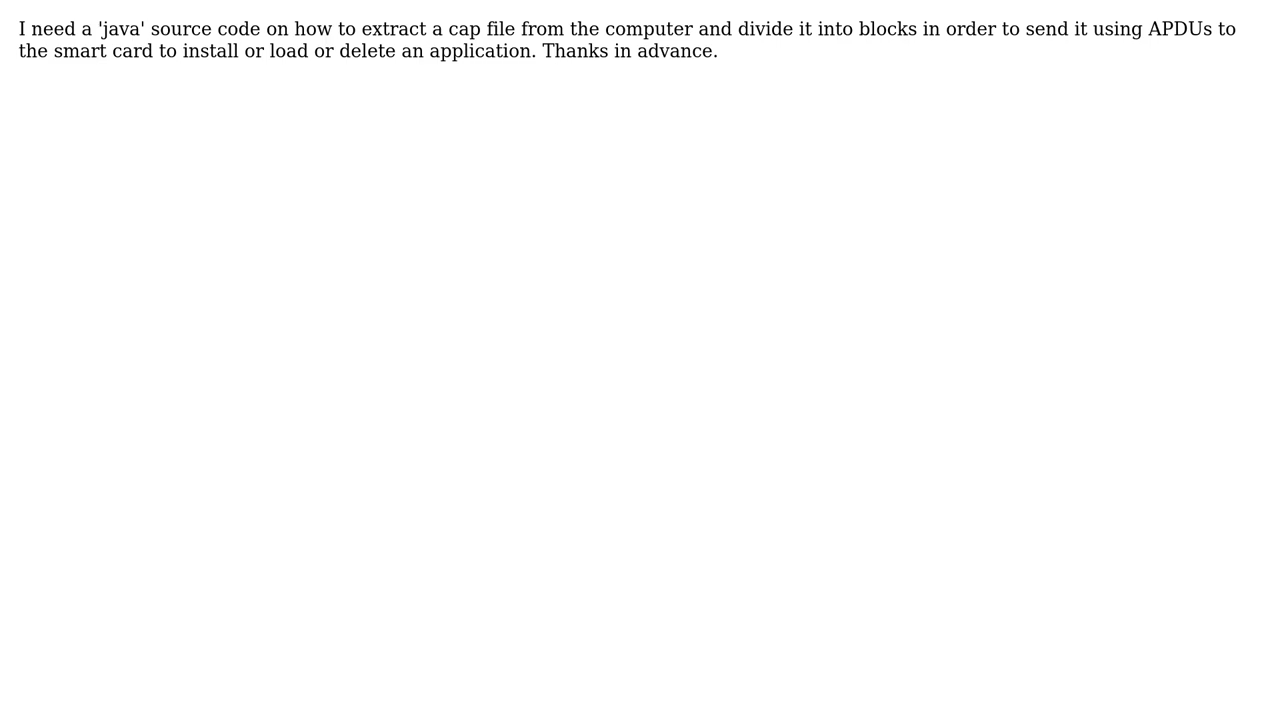 I need a 'java' source code on how to extract a cap file from the computer and divide it into blocks in order to send it using APDUs to
the smart card to install or load or delete an application. Thanks in advance.